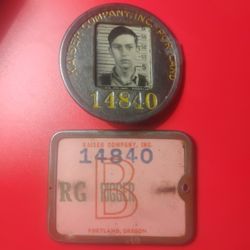 KAISER COMPANY, INC. PORTLAND
14840
KAISER COMPANY, INC.
14840
RG RIGGER
B
PORTLAND, OREGON